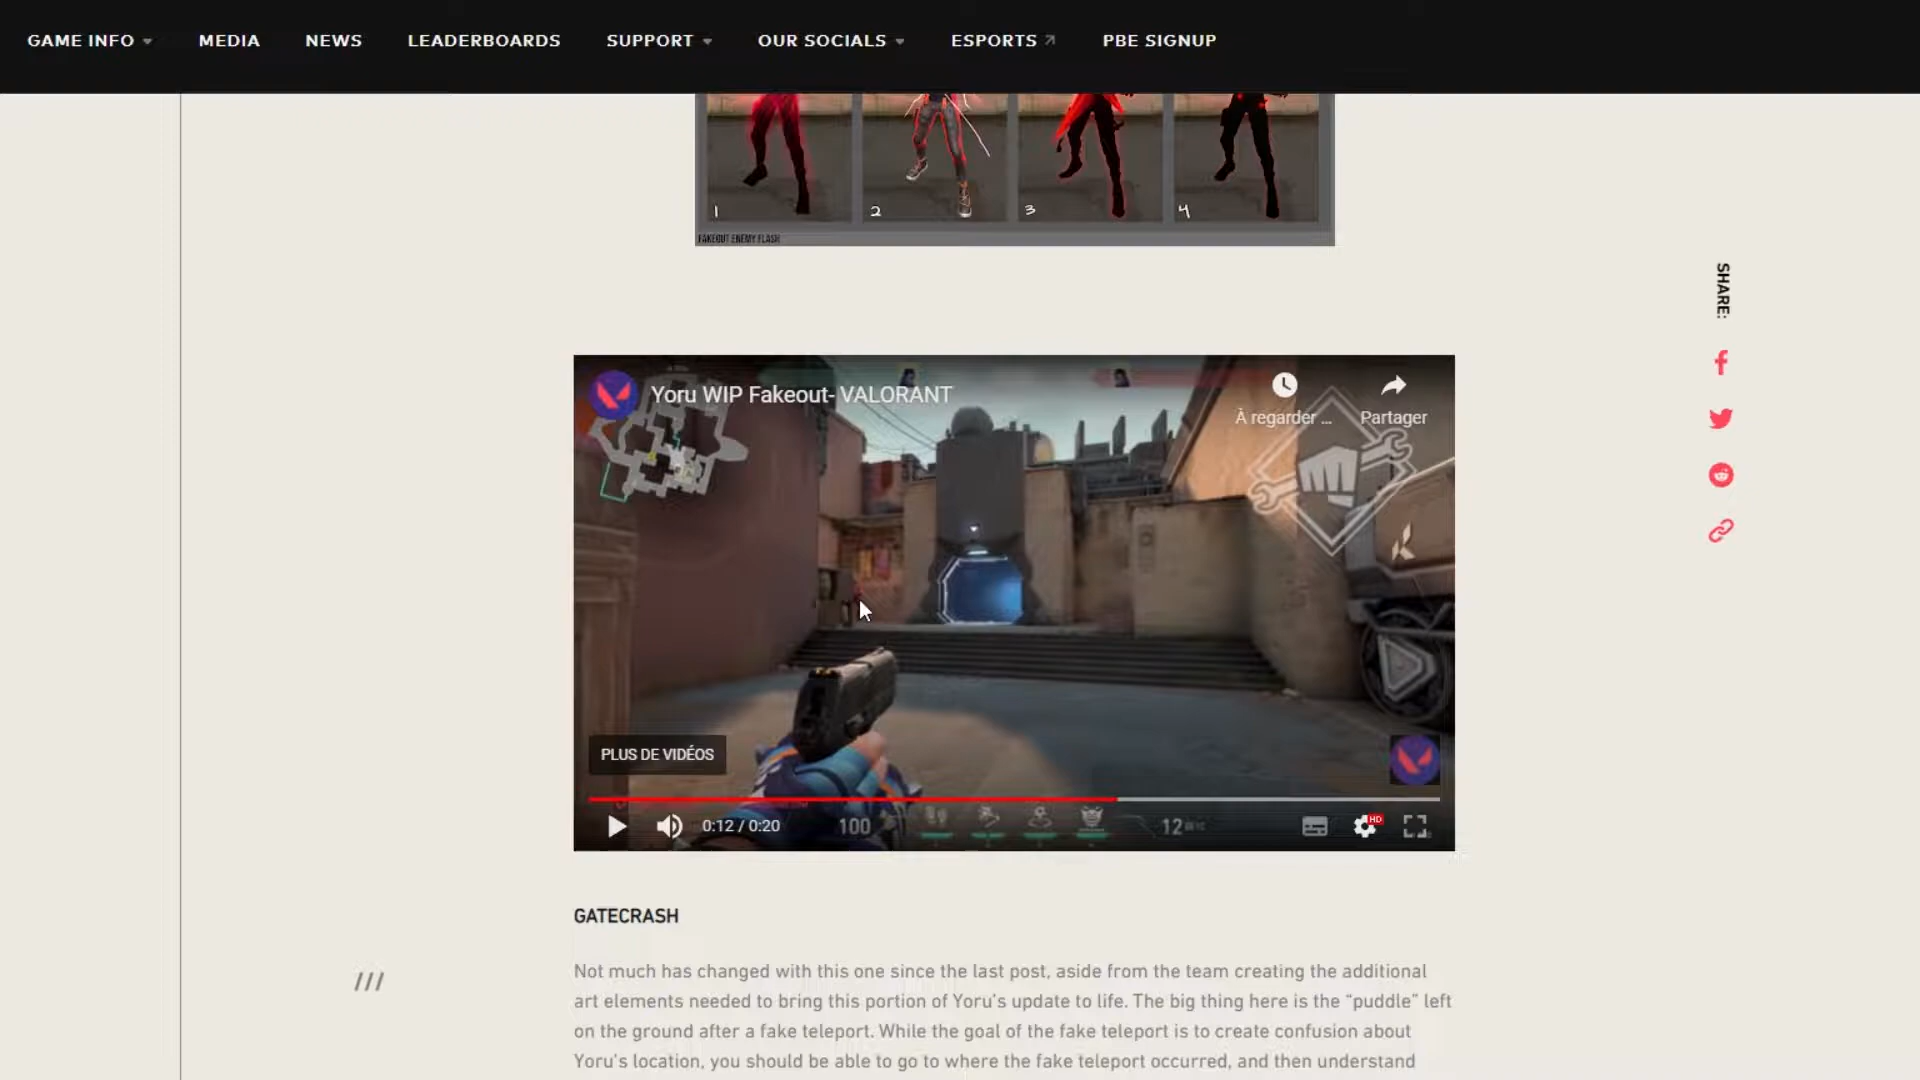 GAME INFO MEDIA NEWS LEADERBOARDS SUPPORT OUR SOCIALS ESPORTS PBE SIGNUP
1 2 3 4
FAKEOUT ENEMY FLASH
SHARE:
Yoru WIP Fakeout- VALORANT
À regarder ... Partager
PLUS DE VIDÉOS
0:12 / 0:20 100 12 HD
GATECRASH
Not much has changed with this one since the last post, aside from the team creating the additional
art elements needed to bring this portion of Yoru's update to life. The big thing here is the “puddle” left
on the ground after a fake teleport. While the goal of the fake teleport is to create confusion about
Yoru's location, you should be able to go to where the fake teleport occurred, and then understand
///